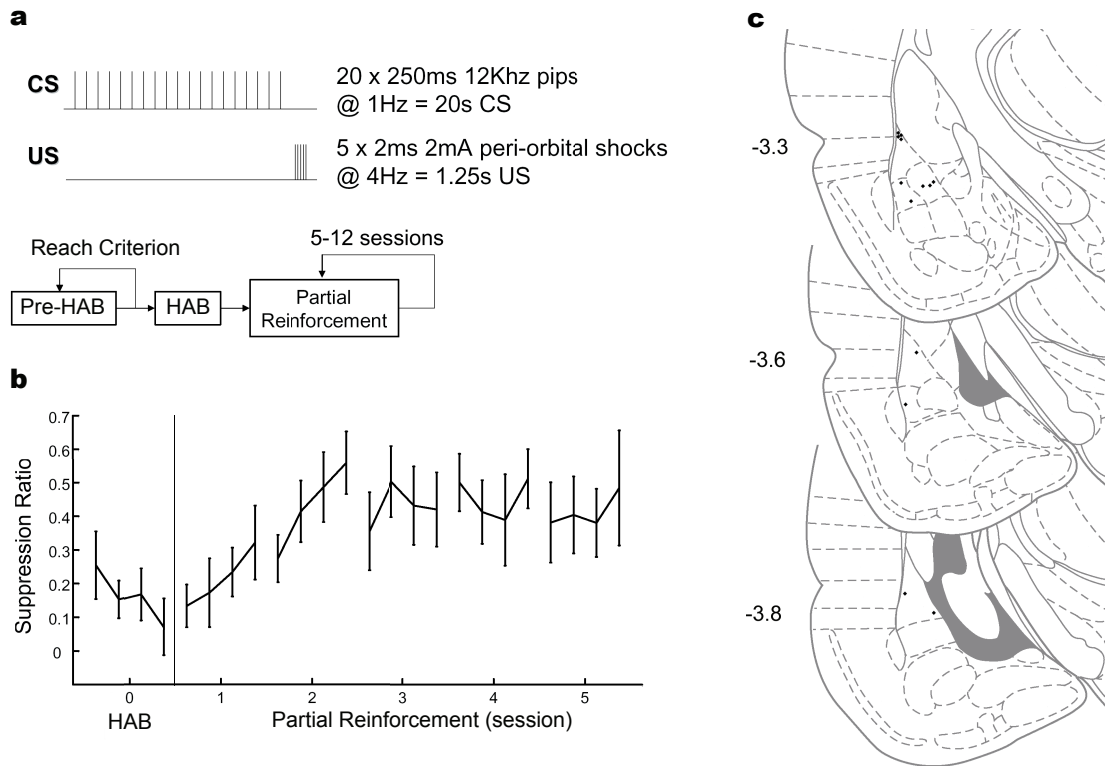 a
CS
20 x 250ms 12Khz pips
@ 1Hz = 20s CS
US
5 x 2ms 2mA peri-orbital shocks
@ 4Hz = 1.25s US
Reach Criterion
5-12 sessions
Pre-HAB
HAB
Partial
Reinforcement
b
Suppression Ratio
0.7
0.6
0.5
0.4
0.3
0.2
0.1
0
0
1
2
3
4
5
HAB
Partial Reinforcement (session)
c
-3.3
-3.6
-3.8